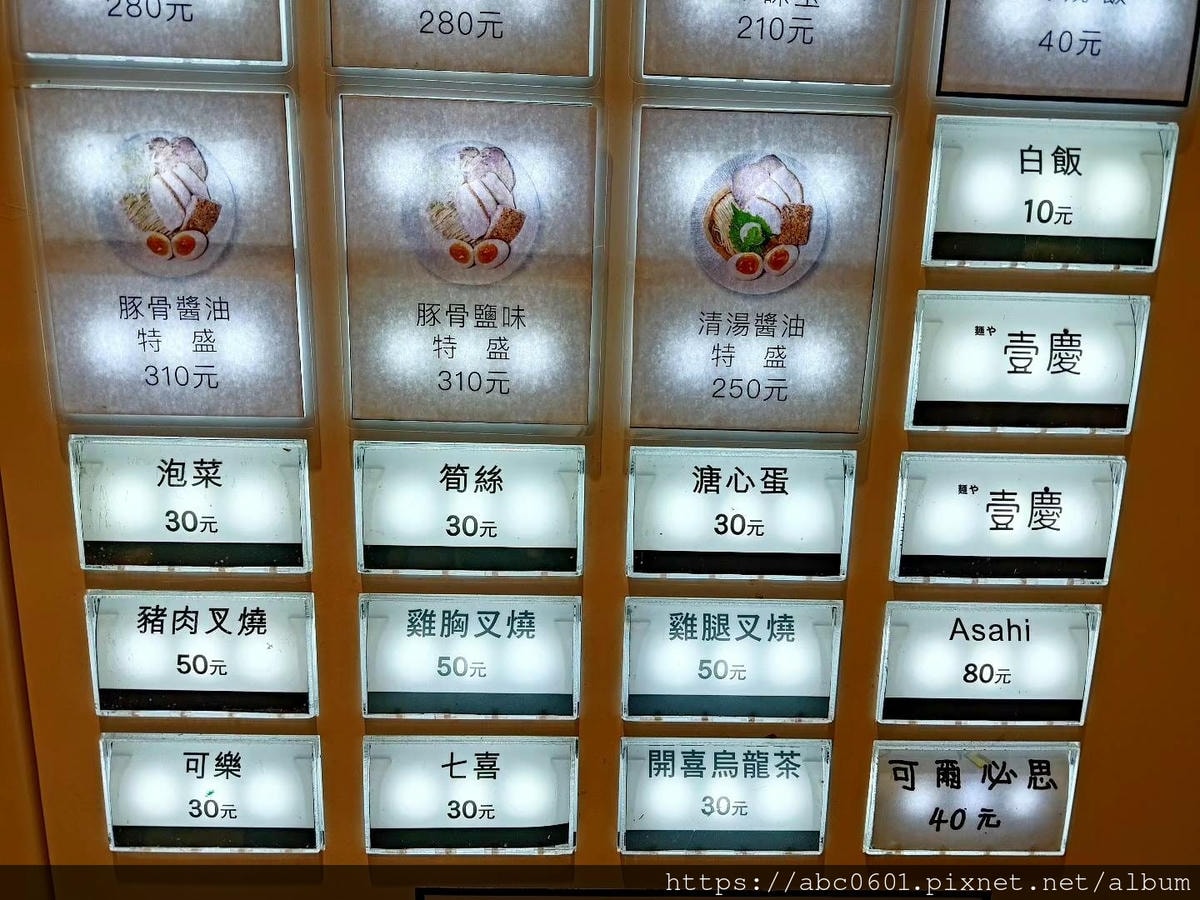 280元
280元
210元
40元
豚骨醬油
特 盛
310元
豚骨鹽味
特 盛
310元
清湯醬油
特 盛
250元
白飯
10元
麺や 壹慶
麺や 壹慶
泡菜
30元
筍絲
30元
溏心蛋
30元
豬肉叉燒
50元
雞胸叉燒
50元
雞腿叉燒
50元
Asahi
80元
可樂
30元
七喜
30元
開喜烏龍茶
30元
可爾必思
40元
https://abc0601.pixnet.net/album